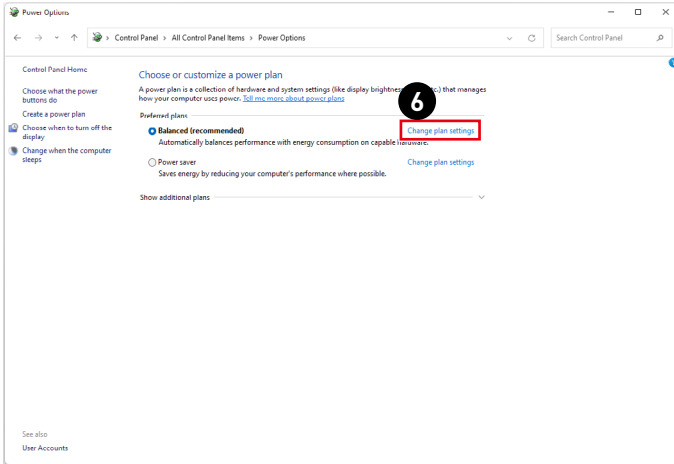 Power Options
Control Panel > All Control Panel Items > Power Options
Search Control Panel
Control Panel Home
Choose what the power
buttons do
Create a power plan
Choose when to turn off the
display
Change when the computer
sleeps
Choose or customize a power plan
A power plan is a collection of hardware and system settings (like display brightness, etc.) that manages
how your computer uses power. Tell me more about power plans
6
Preferred plans
Balanced (recommended)
Change plan settings
Automatically balances performance with energy consumption on capable hardware.
Power saver
Change plan settings
Saves energy by reducing your computer's performance where possible.
Show additional plans
See also
User Accounts